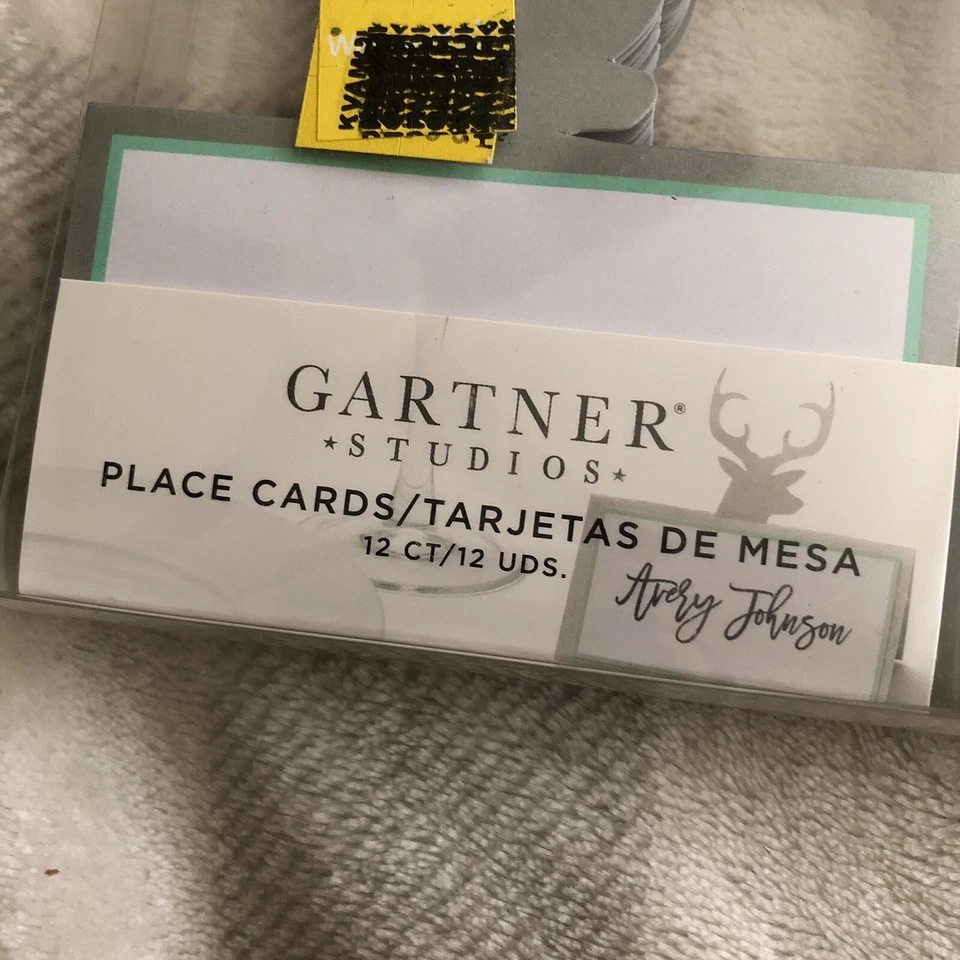 GARTNER®
★STUDIOS★
PLACE CARDS/TARJETAS DE MESA
12 CT/12 UDS.
Avery Johnson